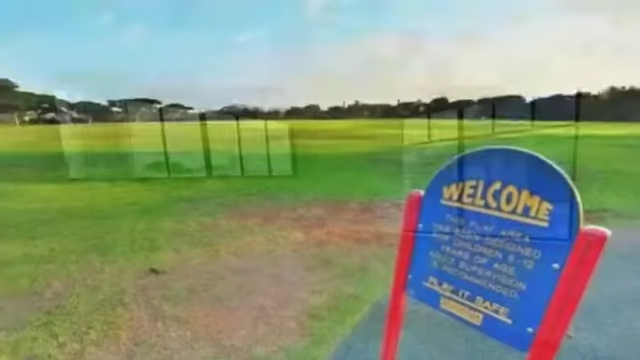 WELCOME
THIS PLAY AREA
HAS BEEN DESIGNED
FOR CHILDREN 5-12
YEARS OF AGE.
ADULT SUPERVISION
IS RECOMMENDED.
PLAY IT SAFE